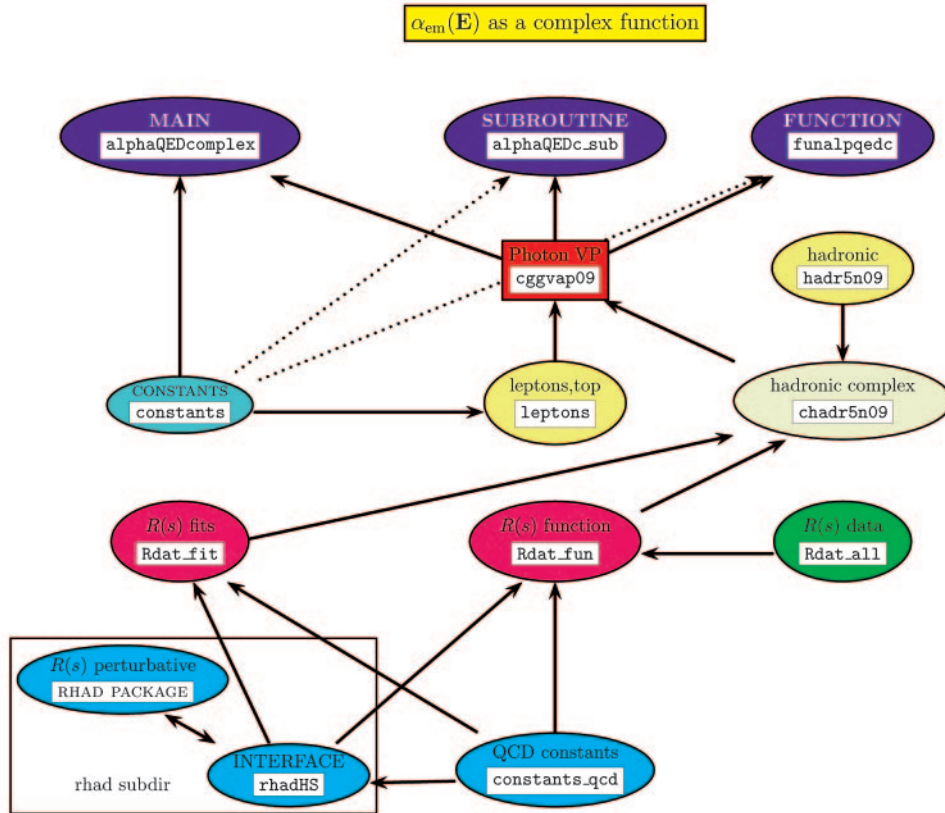 α_em(E) as a complex function
MAIN
alphaQEDcomplex
SUBROUTINE
alphaQEDc_sub
FUNCTION
funalpqedc
Photon VP
cggvap09
hadronic
hadr5n09
CONSTANTS
constants
leptons,top
leptons
hadronic complex
chadr5n09
R(s) fits
Rdat_fit
R(s) function
Rdat_fun
R(s) data
Rdat_all
R(s) perturbative
RHAD PACKAGE
INTERFACE
rhadHS
QCD constants
constants_qcd
rhad subdir